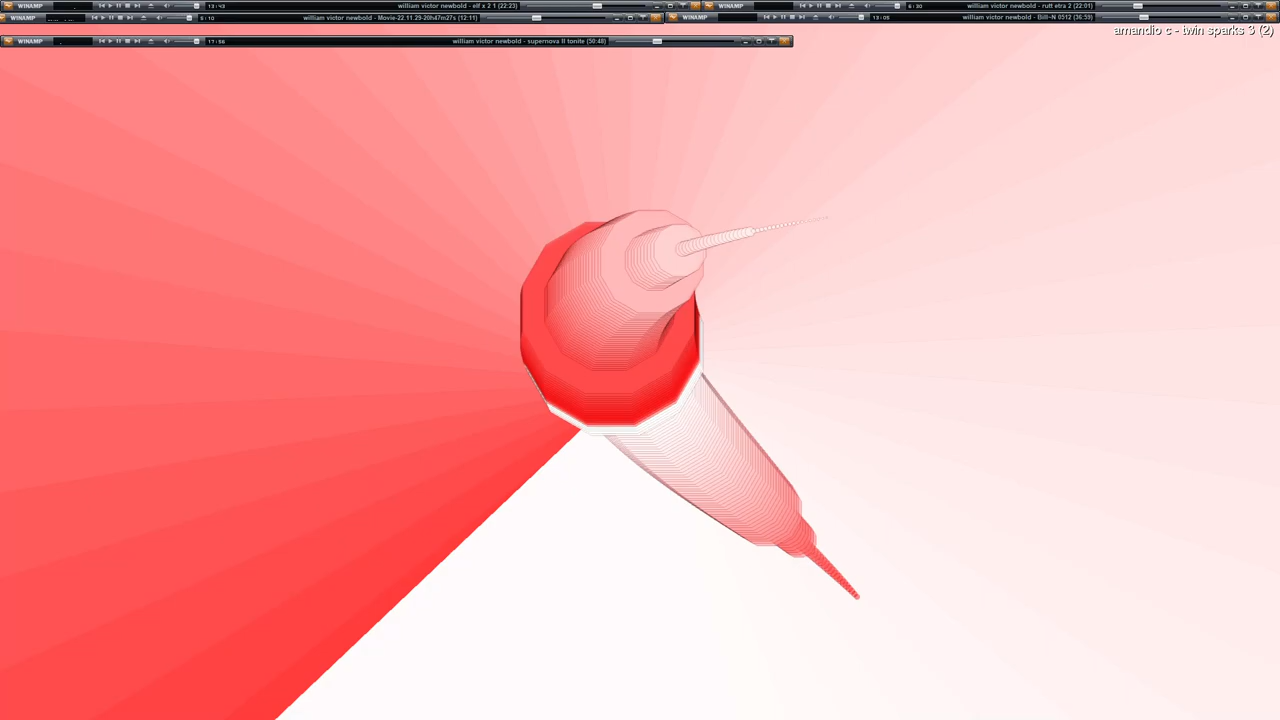 WINAMP 13:43 william victor newbold - elf x 2 1 (22:23)
WINAMP 6:30 william victor newbold - rutt etra 2 (22:01)
WINAMP 5:10 william victor newbold - Movie-22.11.29-20h47m27s (12:11)
WINAMP 13:05 william victor newbold - Bill-N 0512 (36:59)
amandio c - twin sparks 3 (2)
WINAMP 17:56 william victor newbold - supernova II tonite (50:48)